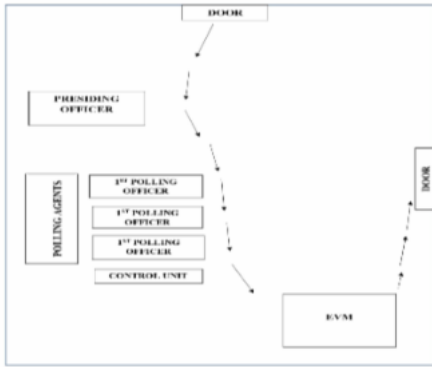 DOOR
PRESIDING
OFFICER
1ST POLLING
OFFICER
1ST POLLING
OFFICER
1ST POLLING
OFFICER
CONTROL UNIT
POLLING AGENTS
DOOR
EVM